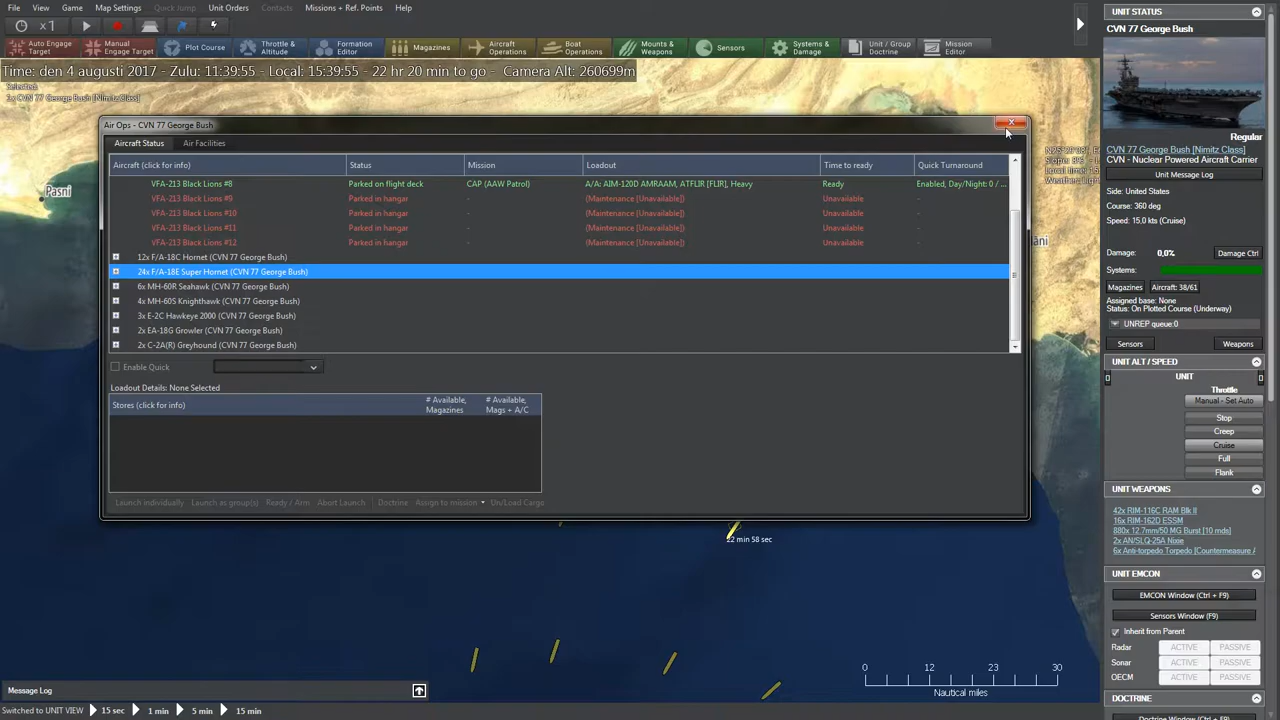 File View Game Map Settings Quick Jump Unit Orders Contacts Missions + Ref. Points Help
×1
Auto Engage Target Manual Engage Target Plot Course Throttle & Altitude Formation Editor Magazines Aircraft Operations Boat Operations Mounts & Weapons Sensors Systems & Damage Unit / Group Doctrine Mission Editor
Time: den 4 augusti 2017 - Zulu: 11:39:55 - Local: 15:39:55 - 22 hr 20 min to go - Camera Alt: 260699m
Selected:
1x CVN 77 George Bush [Nimitz Class]
Pasni
Air Ops - CVN 77 George Bush
Aircraft Status Air Facilities
Aircraft (click for info) Status Mission Loadout Time to ready Quick Turnaround
VFA-213 Black Lions #8 Parked on flight deck CAP (AAW Patrol) A/A: AIM-120D AMRAAM, ATFLIR [FLIR], Heavy Ready Enabled, Day/Night: 0 / ...
VFA-213 Black Lions #9 Parked in hangar - (Maintenance [Unavailable]) Unavailable -
VFA-213 Black Lions #10 Parked in hangar - (Maintenance [Unavailable]) Unavailable -
VFA-213 Black Lions #11 Parked in hangar - (Maintenance [Unavailable]) Unavailable -
VFA-213 Black Lions #12 Parked in hangar - (Maintenance [Unavailable]) Unavailable -
12x F/A-18C Hornet (CVN 77 George Bush)
24x F/A-18E Super Hornet (CVN 77 George Bush)
6x MH-60R Seahawk (CVN 77 George Bush)
4x MH-60S Knighthawk (CVN 77 George Bush)
3x E-2C Hawkeye 2000 (CVN 77 George Bush)
2x EA-18G Growler (CVN 77 George Bush)
2x C-2A(R) Greyhound (CVN 77 George Bush)
Enable Quick
Loadout Details: None Selected
Stores (click for info) # Available, Magazines # Available, Mags + A/C
Launch individually Launch as group(s) Ready / Arm Abort Launch Doctrine Assign to mission Un/Load Cargo
22 min 58 sec
0 12 23 30
Nautical miles
Message Log
Switched to UNIT VIEW 15 sec 1 min 5 min 15 min
UNIT STATUS
CVN 77 George Bush
Regular
CVN 77 George Bush [Nimitz Class]
CVN - Nuclear Powered Aircraft Carrier
Unit Message Log
Side: United States
Course: 360 deg
Speed: 15,0 kts (Cruise)
Damage: 0,0% Damage Ctrl
Systems:
Magazines Aircraft: 38/61
Assigned base: None
Status: On Plotted Course (Underway)
UNREP queue:0
Sensors Weapons
UNIT ALT / SPEED
UNIT
Throttle
Manual - Set Auto
Stop
Creep
Cruise
Full
Flank
UNIT WEAPONS
42x RIM-116C RAM Blk II
16x RIM-162D ESSM
880x 12.7mm/50 MG Burst [10 rnds]
2x AN/SLQ-25A Nixie
6x Anti-torpedo Torpedo [Countermeasure A
UNIT EMCON
EMCON Window (Ctrl + F9)
Sensors Window (F9)
Inherit from Parent
Radar ACTIVE PASSIVE
Sonar ACTIVE PASSIVE
OECM ACTIVE PASSIVE
DOCTRINE